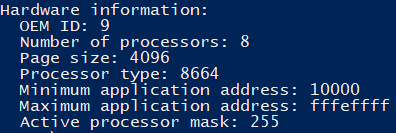 Hardware information:
OEM ID: 9
Number of processors: 8
Page size: 4096
Processor type: 8664
Minimum application address: 10000
Maximum application address: fffeffff
Active processor mask: 255